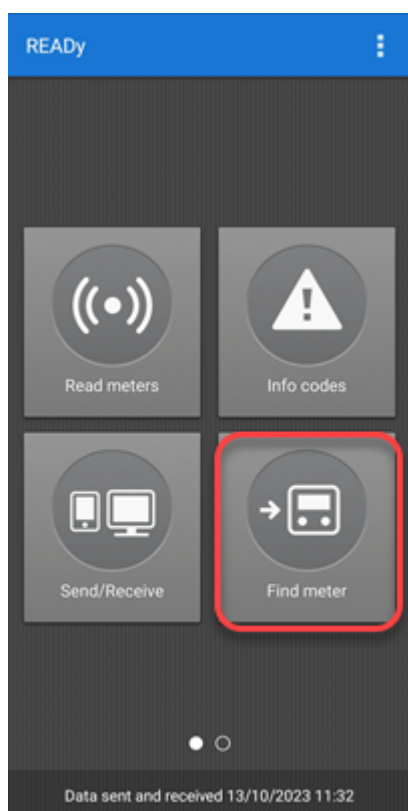 READy
Read meters
Info codes
Send/Receive
Find meter
Data sent and received 13/10/2023 11:32